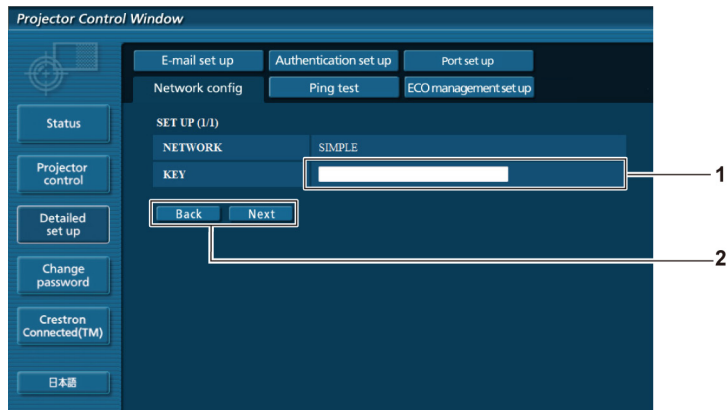 Projector Control Window
E-mail set up
Authentication set up
Port set up
Network config
Ping test
ECO management set up
Status
Projector
control
Detailed
set up
Change
password
Crestron
Connected(TM)
日本語
SET UP (1/1)
NETWORK SIMPLE
KEY
Back Next
1
2